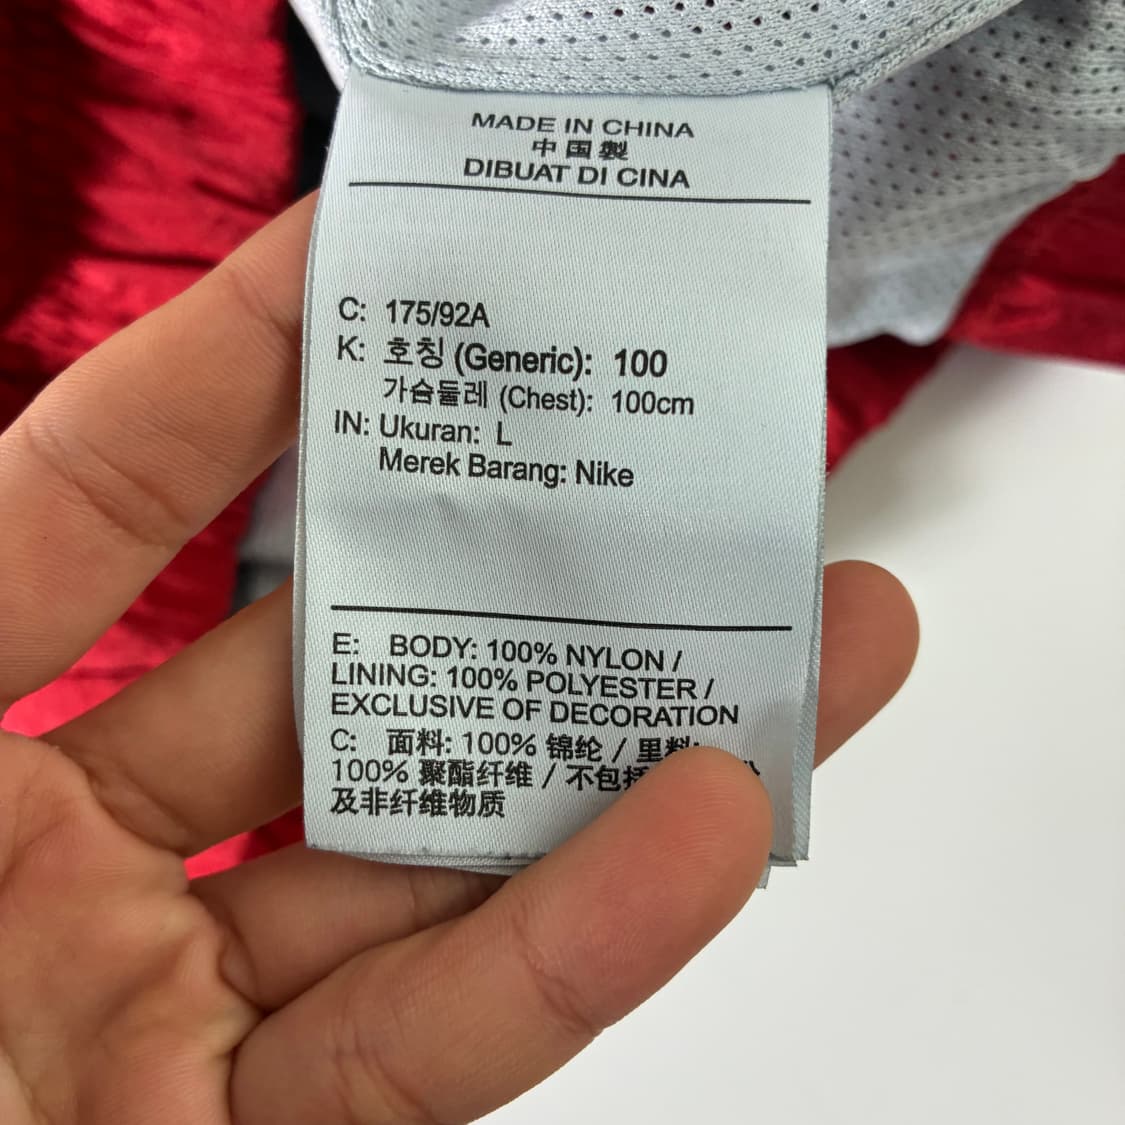 MADE IN CHINA
中国製
DIBUAT DI CINA
C: 175/92A
K: 호칭 (Generic): 100
가슴둘레 (Chest): 100cm
IN: Ukuran: L
Merek Barang: Nike
E: BODY: 100% NYLON /
LINING: 100% POLYESTER /
EXCLUSIVE OF DECORATION
C: 面料: 100% 锦纶 / 里料:
100% 聚酯纤维 / 不包括
及非纤维物质